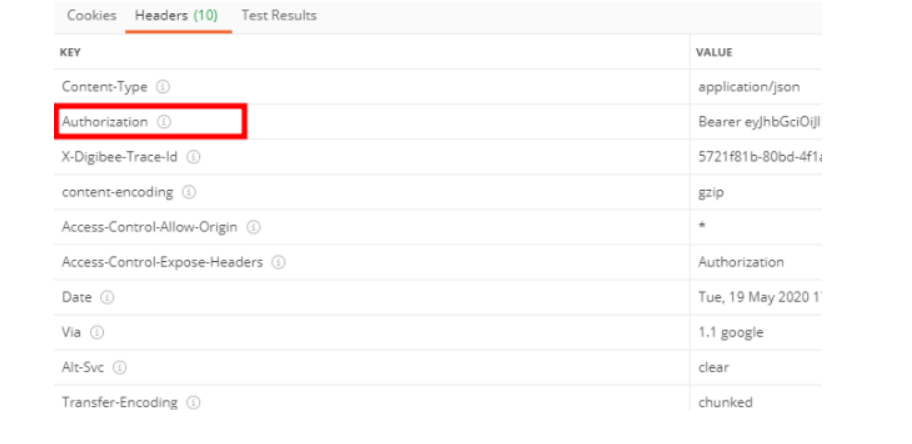 Cookies Headers (10) Test Results
KEY VALUE
Content-Type application/json
Authorization Bearer eyJhbGciOiJl
X-Digibee-Trace-Id 5721f81b-80bd-4f1a
content-encoding gzip
Access-Control-Allow-Origin *
Access-Control-Expose-Headers Authorization
Date Tue, 19 May 2020 1
Via 1.1 google
Alt-Svc clear
Transfer-Encoding chunked